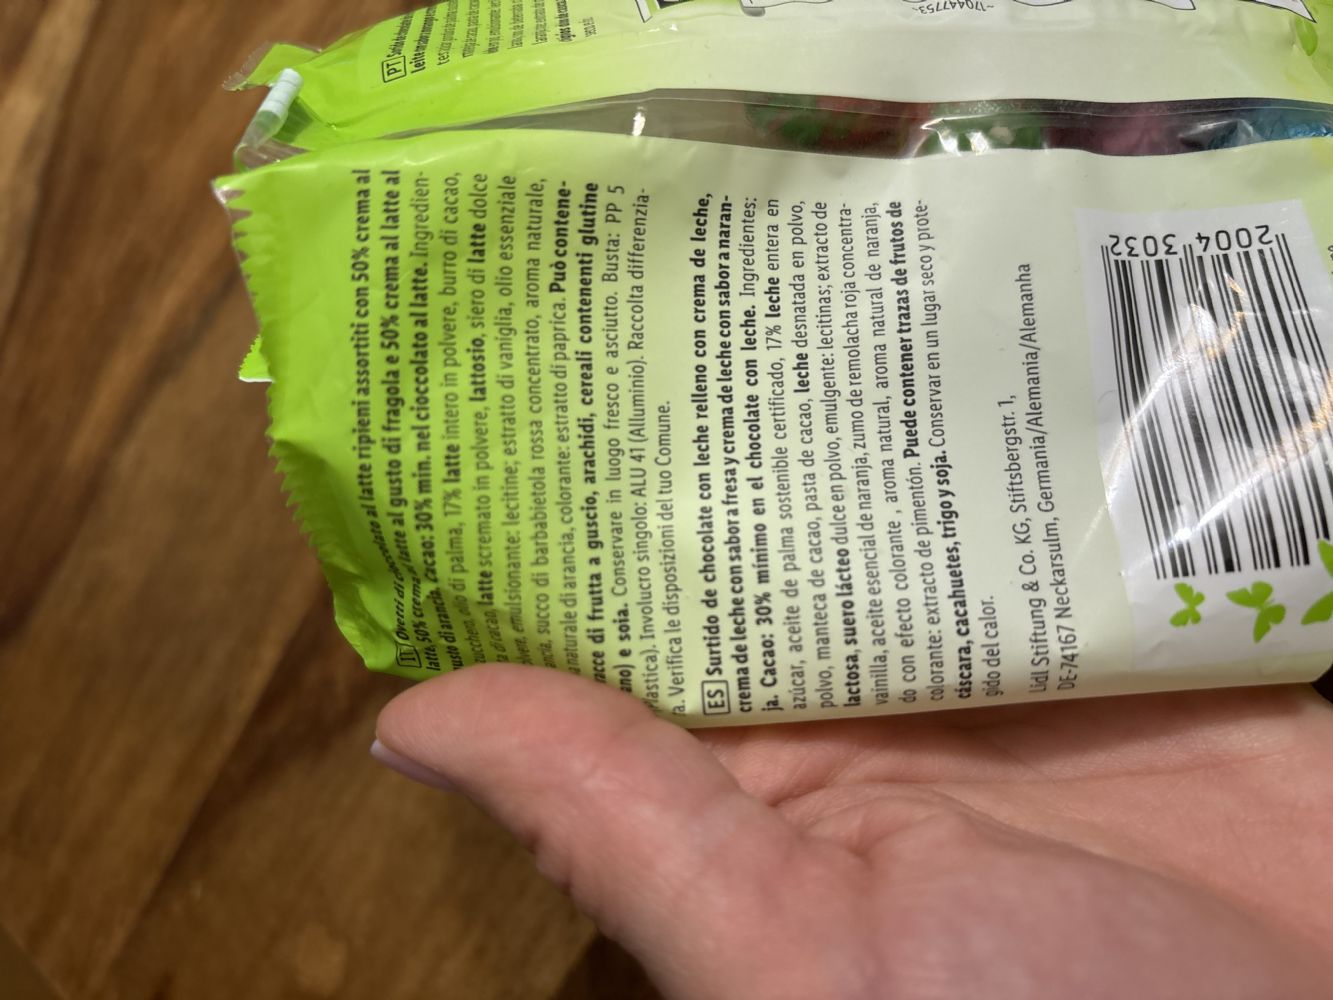 PT
IT Ovetti di cioccolato al latte ripieni assortiti con 50% crema al
latte, 50% crema al latte al gusto di fragola e 50% crema al latte al
gusto di arancia. Cacao: 30% min. nel cioccolato al latte. Ingredien-
zucchero, olio di palma, 17% latte intero in polvere, burro di cacao,
di cacao, latte scremato in polvere, lattosio, siero di latte dolce
emulsionante: lecitine; estratto di vaniglia, olio essenziale
succo di barbabietola rossa concentrato, aroma naturale,
naturale di arancia, colorante: estratto di paprica. Può contene-
di frutta a guscio, arachidi, cereali contenenti glutine
e soia. Conservare in luogo fresco e asciutto. Busta: PP 5
Plastica). Involucro singolo: ALU 41 (Alluminio). Raccolta differenzia-
ta. Verifica le disposizioni del tuo Comune.
ES Surtido de chocolate con leche relleno con crema de leche,
crema de leche con sabor a fresa y crema de leche con sabor a naran-
ja. Cacao: 30% mínimo en el chocolate con leche. Ingredientes:
azúcar, aceite de palma sostenible certificado, 17% leche entera en
polvo, manteca de cacao, pasta de cacao, leche desnatada en polvo,
lactosa, suero lácteo dulce en polvo, emulgente: lecitinas; extracto de
vainilla, aceite esencial de naranja, zumo de remolacha roja concentra-
do con efecto colorante , aroma natural, aroma natural de naranja,
colorante: extracto de pimentón. Puede contener trazas de frutos de
cáscara, cacahuetes, trigo y soja. Conservar en un lugar seco y prote-
gido del calor.
Lidl Stiftung & Co. KG, Stiftsbergstr. 1,
DE-74167 Neckarsulm, Germania/Alemania/Alemanha
2004 3032